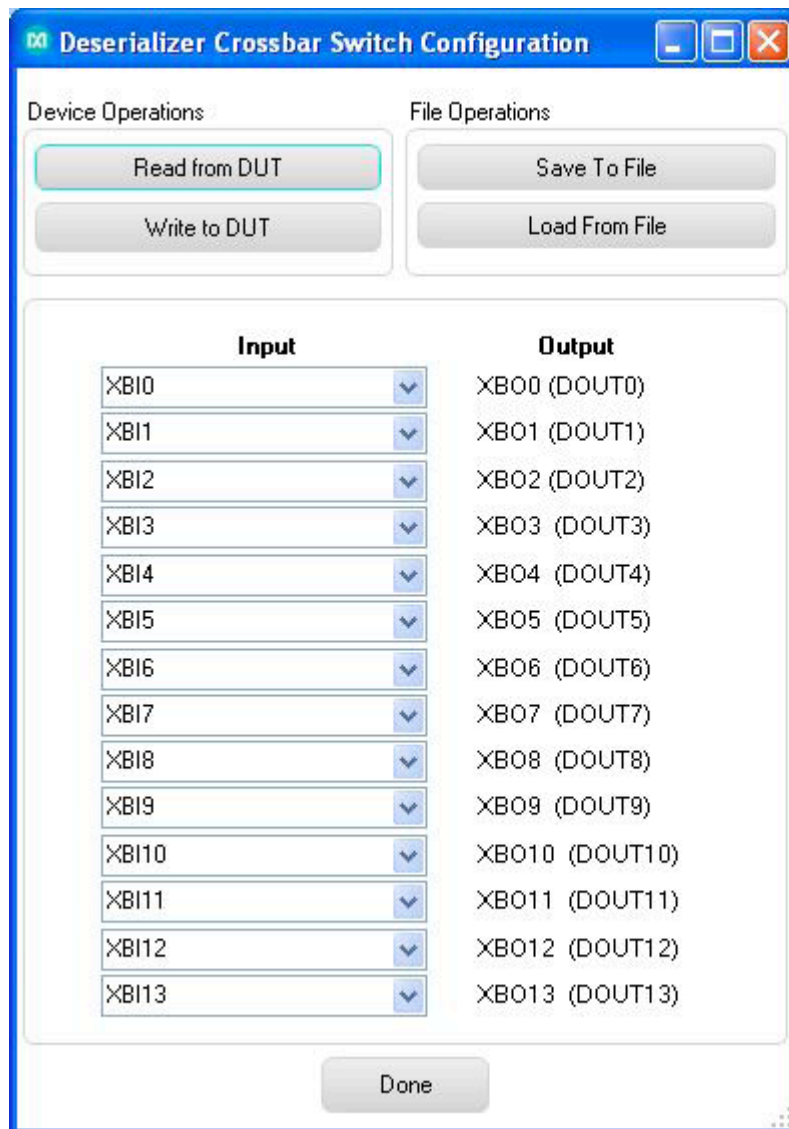 Deserializer Crossbar Switch Configuration
Device Operations
File Operations
Read from DUT
Save To File
Write to DUT
Load From File
Input Output
XBI0 XBO0 (DOUT0)
XBI1 XBO1 (DOUT1)
XBI2 XBO2 (DOUT2)
XBI3 XBO3 (DOUT3)
XBI4 XBO4 (DOUT4)
XBI5 XBO5 (DOUT5)
XBI6 XBO6 (DOUT6)
XBI7 XBO7 (DOUT7)
XBI8 XBO8 (DOUT8)
XBI9 XBO9 (DOUT9)
XBI10 XBO10 (DOUT10)
XBI11 XBO11 (DOUT11)
XBI12 XBO12 (DOUT12)
XBI13 XBO13 (DOUT13)
Done